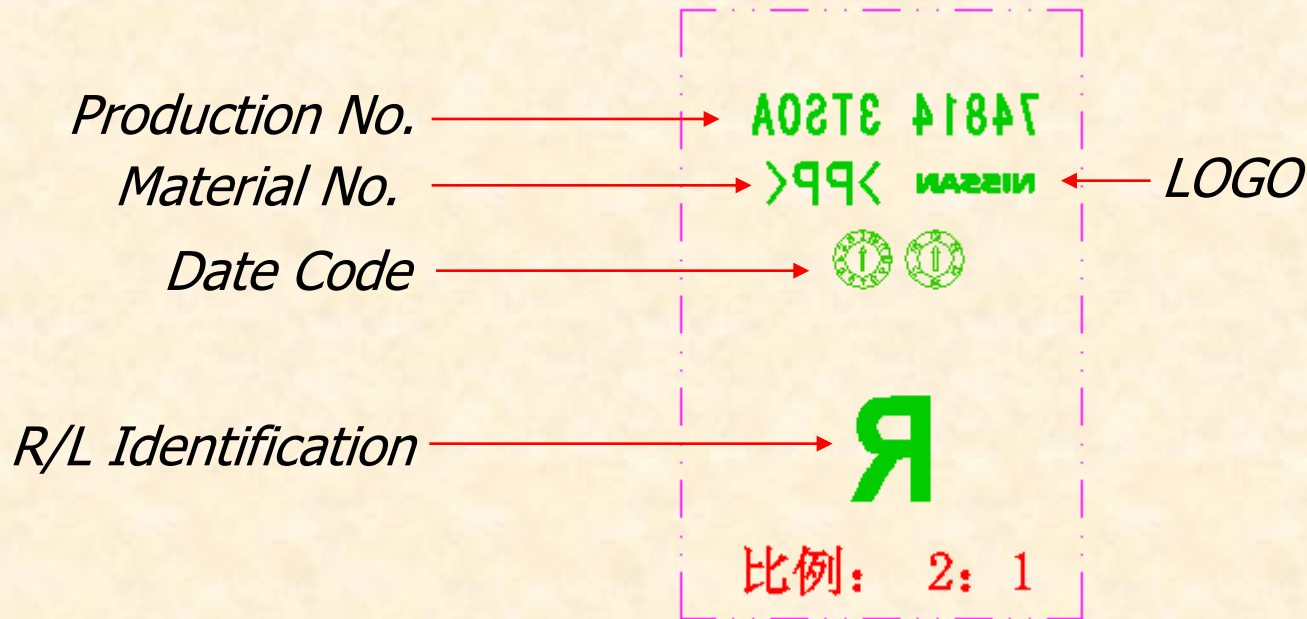 Production No.
74814 3TS0A
Material No.
>PP<
NISSAN
LOGO
Date Code
R/L Identification
R
比例： 2：1